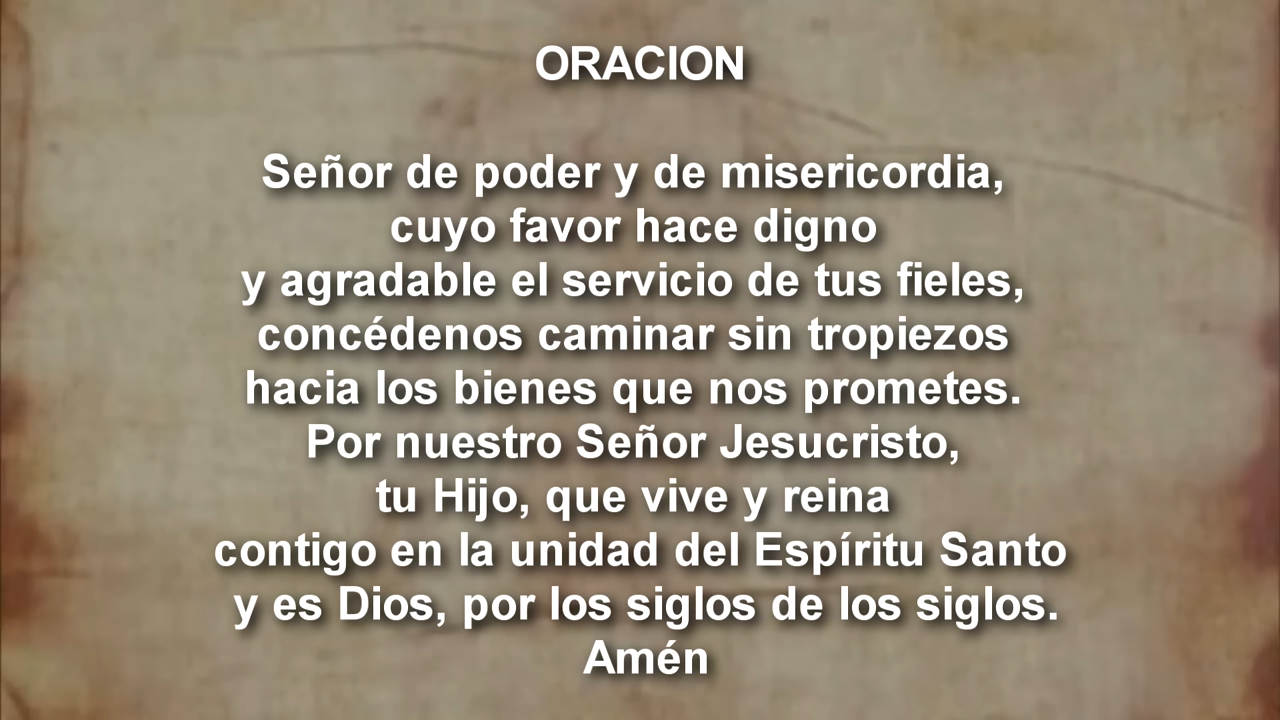 ORACION
Señor de poder y de misericordia,
cuyo favor hace digno
y agradable el servicio de tus fieles,
concédenos caminar sin tropiezos
hacia los bienes que nos prometes.
Por nuestro Señor Jesucristo,
tu Hijo, que vive y reina
contigo en la unidad del Espíritu Santo
y es Dios, por los siglos de los siglos.
Amén